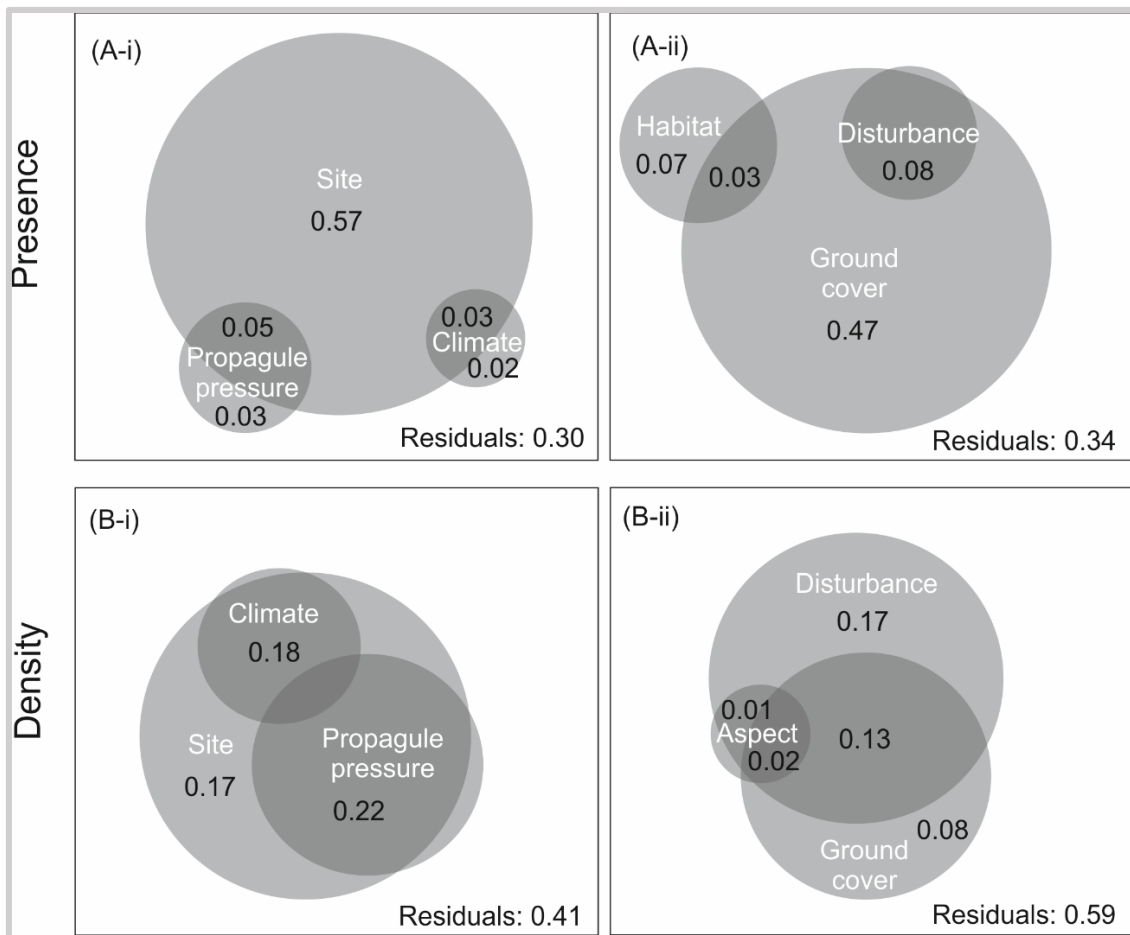 Presence
(A-i)
Site
0.57
0.05
Propagule
pressure
0.03
0.03
Climate
0.02
Residuals: 0.30
(A-ii)
Habitat
0.07
0.03
Disturbance
0.08
Ground
cover
0.47
Residuals: 0.34
Density
(B-i)
Climate
0.18
Site
0.17
Propagule
pressure
0.22
Residuals: 0.41
(B-ii)
Disturbance
0.17
0.01
Aspect
0.02
0.13
0.08
Ground
cover
Residuals: 0.59